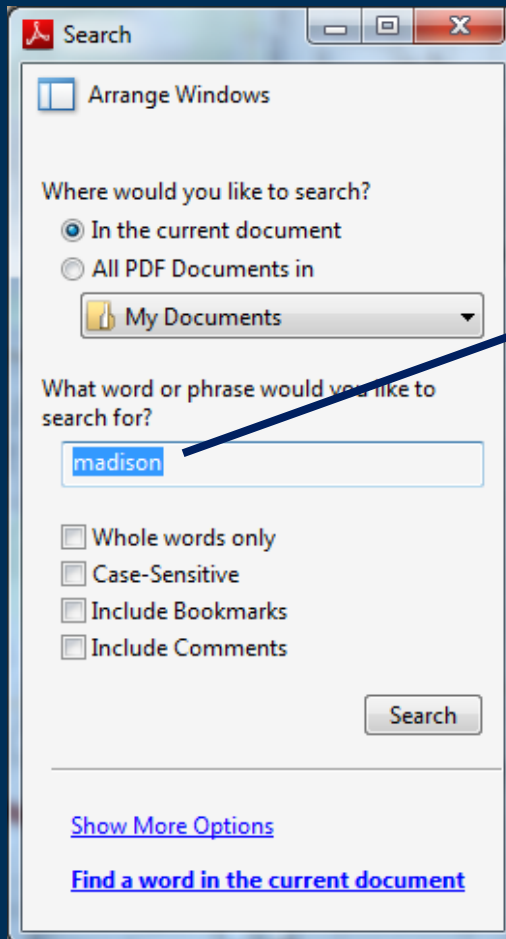 Search
Arrange Windows
Where would you like to search?
In the current document
All PDF Documents in
My Documents
What word or phrase would you like to
search for?
madison
Whole words only
Case-Sensitive
Include Bookmarks
Include Comments
Search
Show More Options
Find a word in the current document